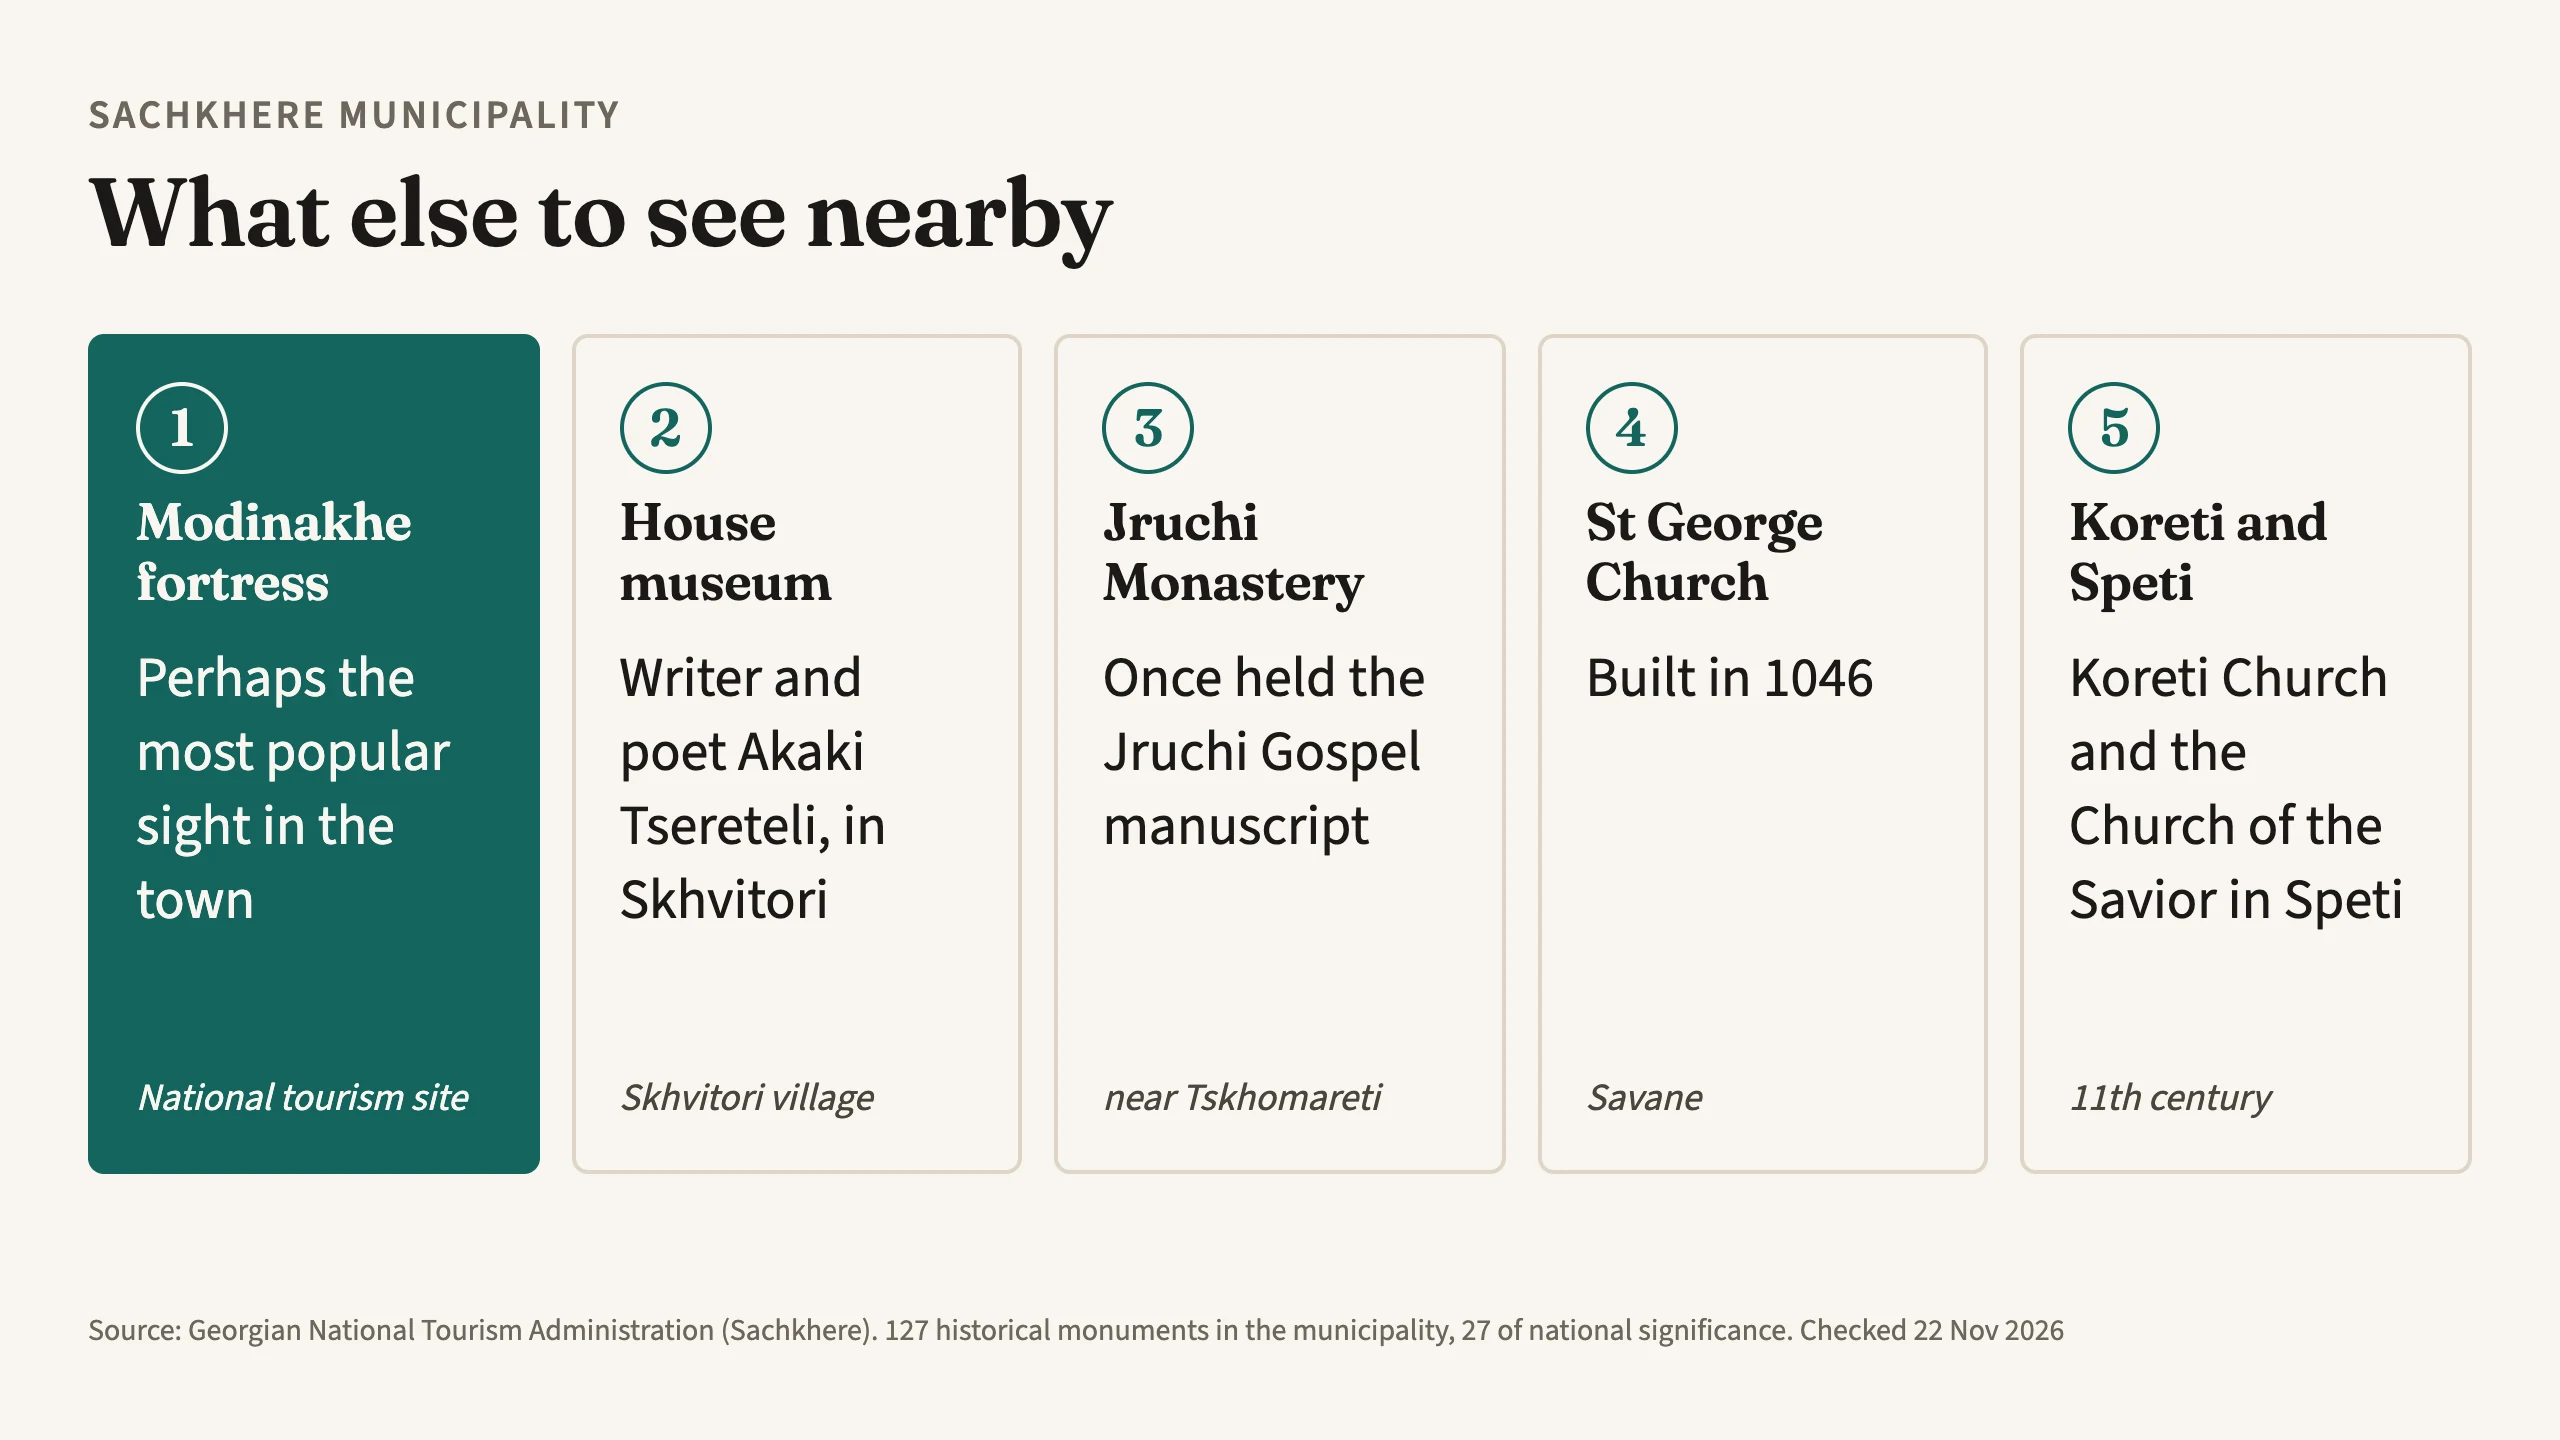 SACHKHERE MUNICIPALITY
What else to see nearby
1
Modinakhe
fortress
Perhaps the
most popular
sight in the
town
National tourism site
2
House
museum
Writer and
poet Akaki
Tsereteli, in
Skhvitori
Skhvitori village
3
Jruchi
Monastery
Once held the
Jruchi Gospel
manuscript
near Tskhomareti
4
St George
Church
Built in 1046
Savane
5
Koreti and
Speti
Koreti Church
and the
Church of the
Savior in Speti
11th century
Source: Georgian National Tourism Administration (Sachkhere). 127 historical monuments in the municipality, 27 of national significance. Checked 22 Nov 2026